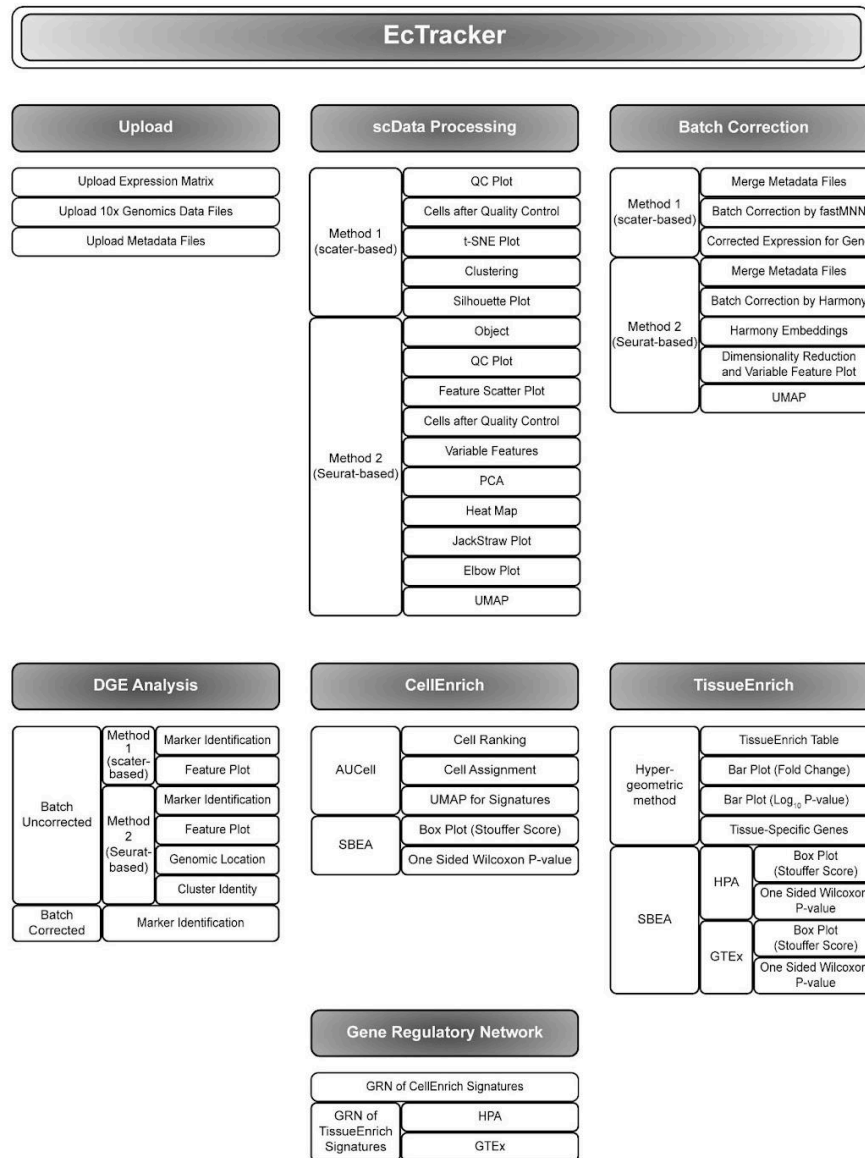 EcTracker
Upload
Upload Expression Matrix
Upload 10x Genomics Data Files
Upload Metadata Files
scData Processing
Method 1
(scater-based)
QC Plot
Cells after Quality Control
t-SNE Plot
Clustering
Silhouette Plot
Method 2
(Seurat-based)
Object
QC Plot
Feature Scatter Plot
Cells after Quality Control
Variable Features
PCA
Heat Map
JackStraw Plot
Elbow Plot
UMAP
Batch Correction
Method 1
(scater-based)
Merge Metadata Files
Batch Correction by fastMNN
Corrected Expression for Gene
Method 2
(Seurat-based)
Merge Metadata Files
Batch Correction by Harmony
Harmony Embeddings
Dimensionality Reduction
and Variable Feature Plot
UMAP
DGE Analysis
Batch
Uncorrected
Method
1
(scater-
based)
Marker Identification
Feature Plot
Method
2
(Seurat-
based)
Marker Identification
Feature Plot
Genomic Location
Cluster Identity
Batch
Corrected
Marker Identification
CellEnrich
AUCell
Cell Ranking
Cell Assignment
UMAP for Signatures
SBEA
Box Plot (Stouffer Score)
One Sided Wilcoxon P-value
TissueEnrich
Hyper-
geometric
method
TissueEnrich Table
Bar Plot (Fold Change)
Bar Plot (Log₁₀ P-value)
Tissue-Specific Genes
SBEA
HPA
Box Plot
(Stouffer Score)
One Sided Wilcoxon
P-value
GTEx
Box Plot
(Stouffer Score)
One Sided Wilcoxon
P-value
Gene Regulatory Network
GRN of CellEnrich Signatures
GRN of
TissueEnrich
Signatures
HPA
GTEx